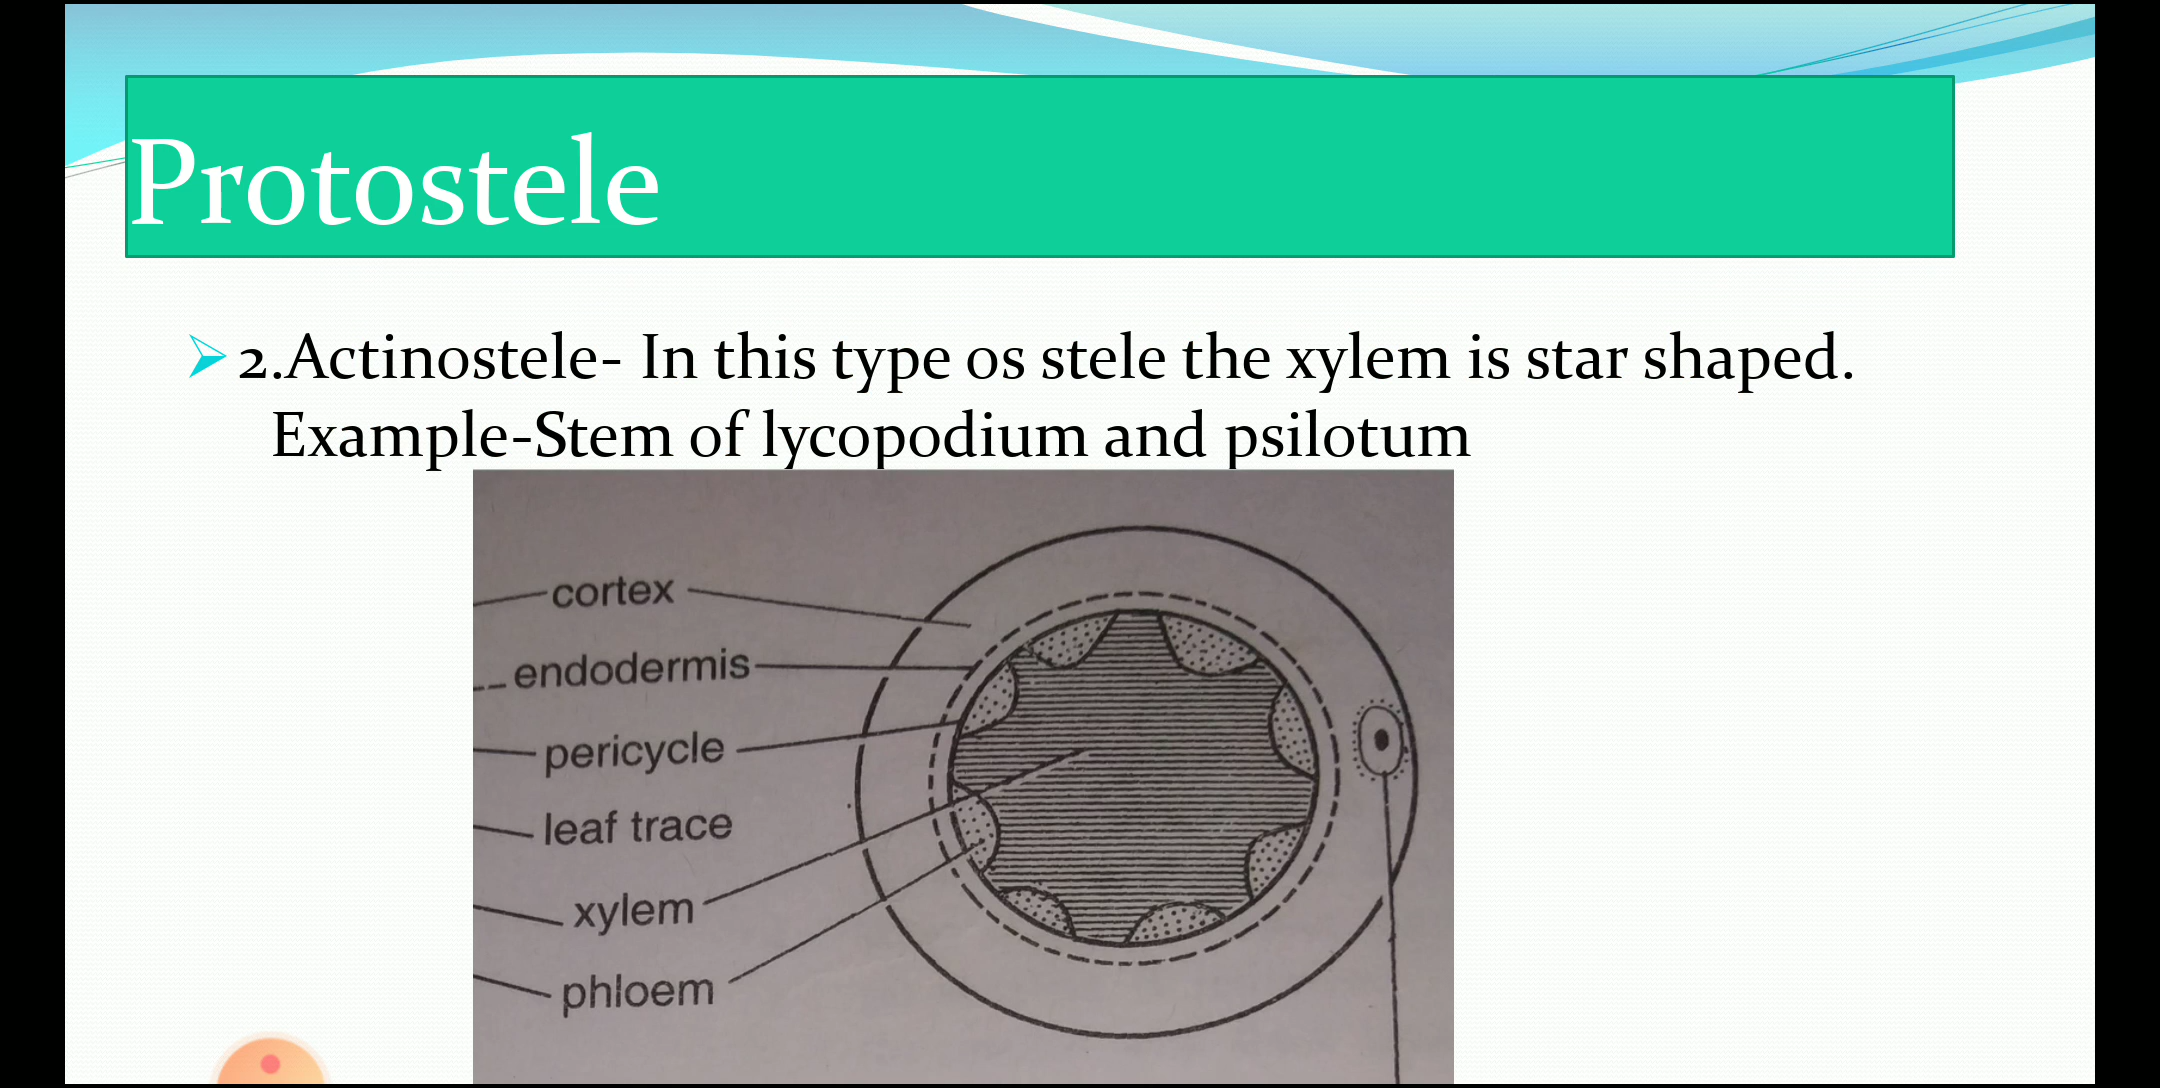 Protostele
2.Actinostele- In this type os stele the xylem is star shaped.
Example-Stem of lycopodium and psilotum
cortex
endodermis
pericycle
leaf trace
xylem
phloem